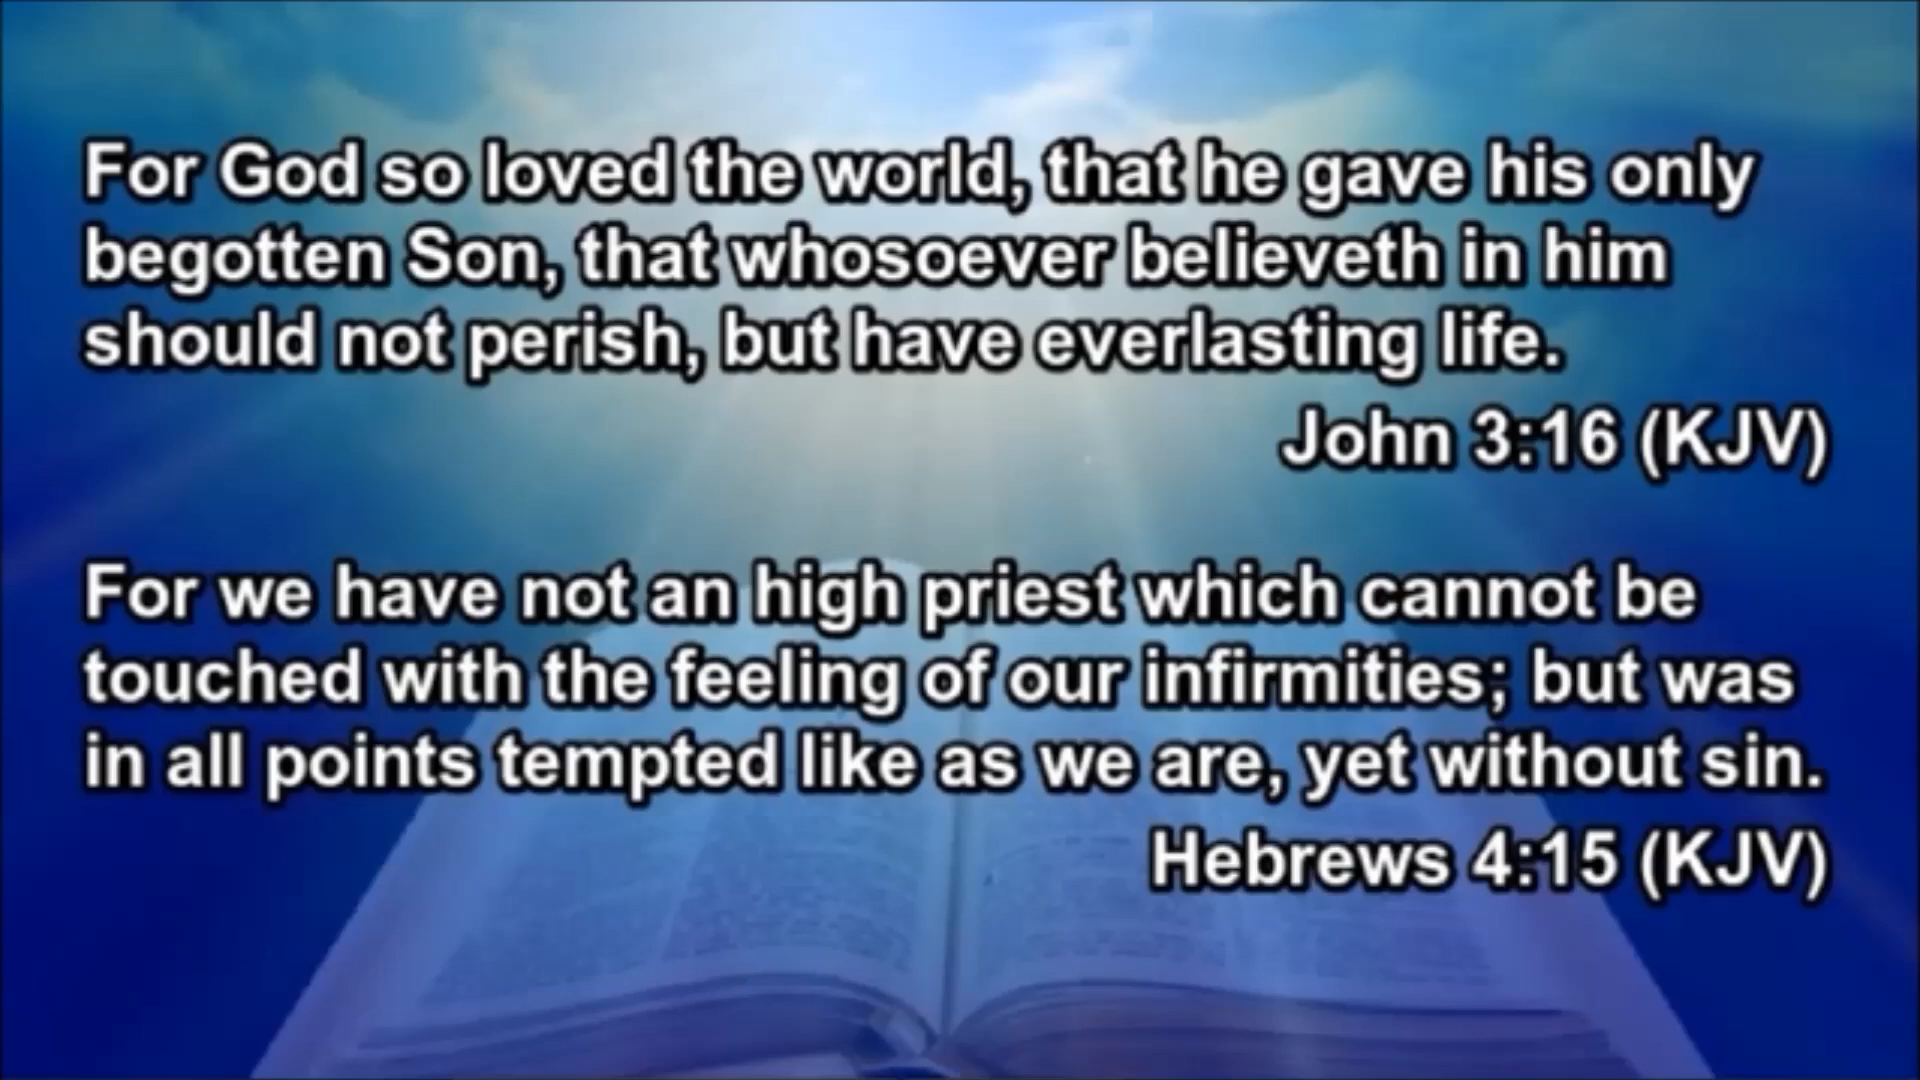 For God so loved the world, that he gave his only
begotten Son, that whosoever believeth in him
should not perish, but have everlasting life.
John 3:16 (KJV)
For we have not an high priest which cannot be
touched with the feeling of our infirmities; but was
in all points tempted like as we are, yet without sin.
Hebrews 4:15 (KJV)